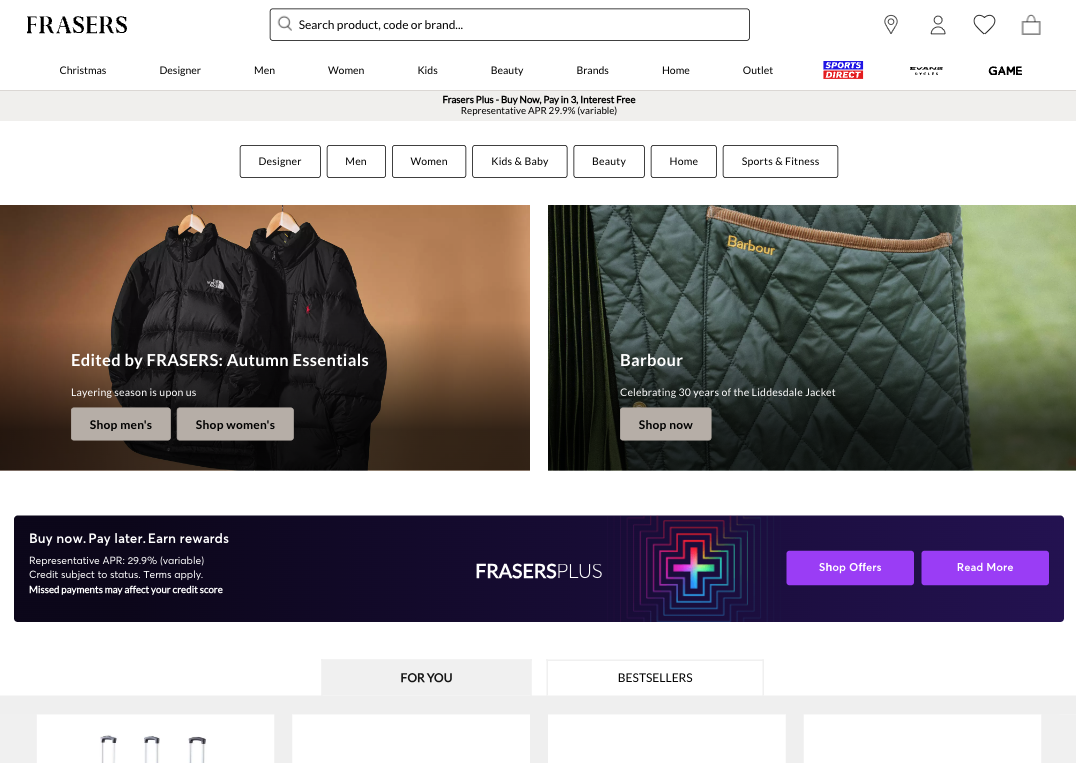 FRASERS
Search product, code or brand...
Christmas
Designer
Men
Women
Kids
Beauty
Brands
Home
Outlet
SPORTS
DIRECT
EVANS
CYCLES
GAME
Frasers Plus - Buy Now, Pay in 3, Interest Free
Representative APR 29.9% (variable)
Designer
Men
Women
Kids & Baby
Beauty
Home
Sports & Fitness
Edited by FRASERS: Autumn Essentials
Layering season is upon us
Shop men's
Shop women's
Barbour
Barbour
Celebrating 30 years of the Liddesdale Jacket
Shop now
Buy now. Pay later. Earn rewards
Representative APR: 29.9% (variable)
Credit subject to status. Terms apply.
Missed payments may affect your credit score
FRASERSPLUS
Shop Offers
Read More
FOR YOU
BESTSELLERS